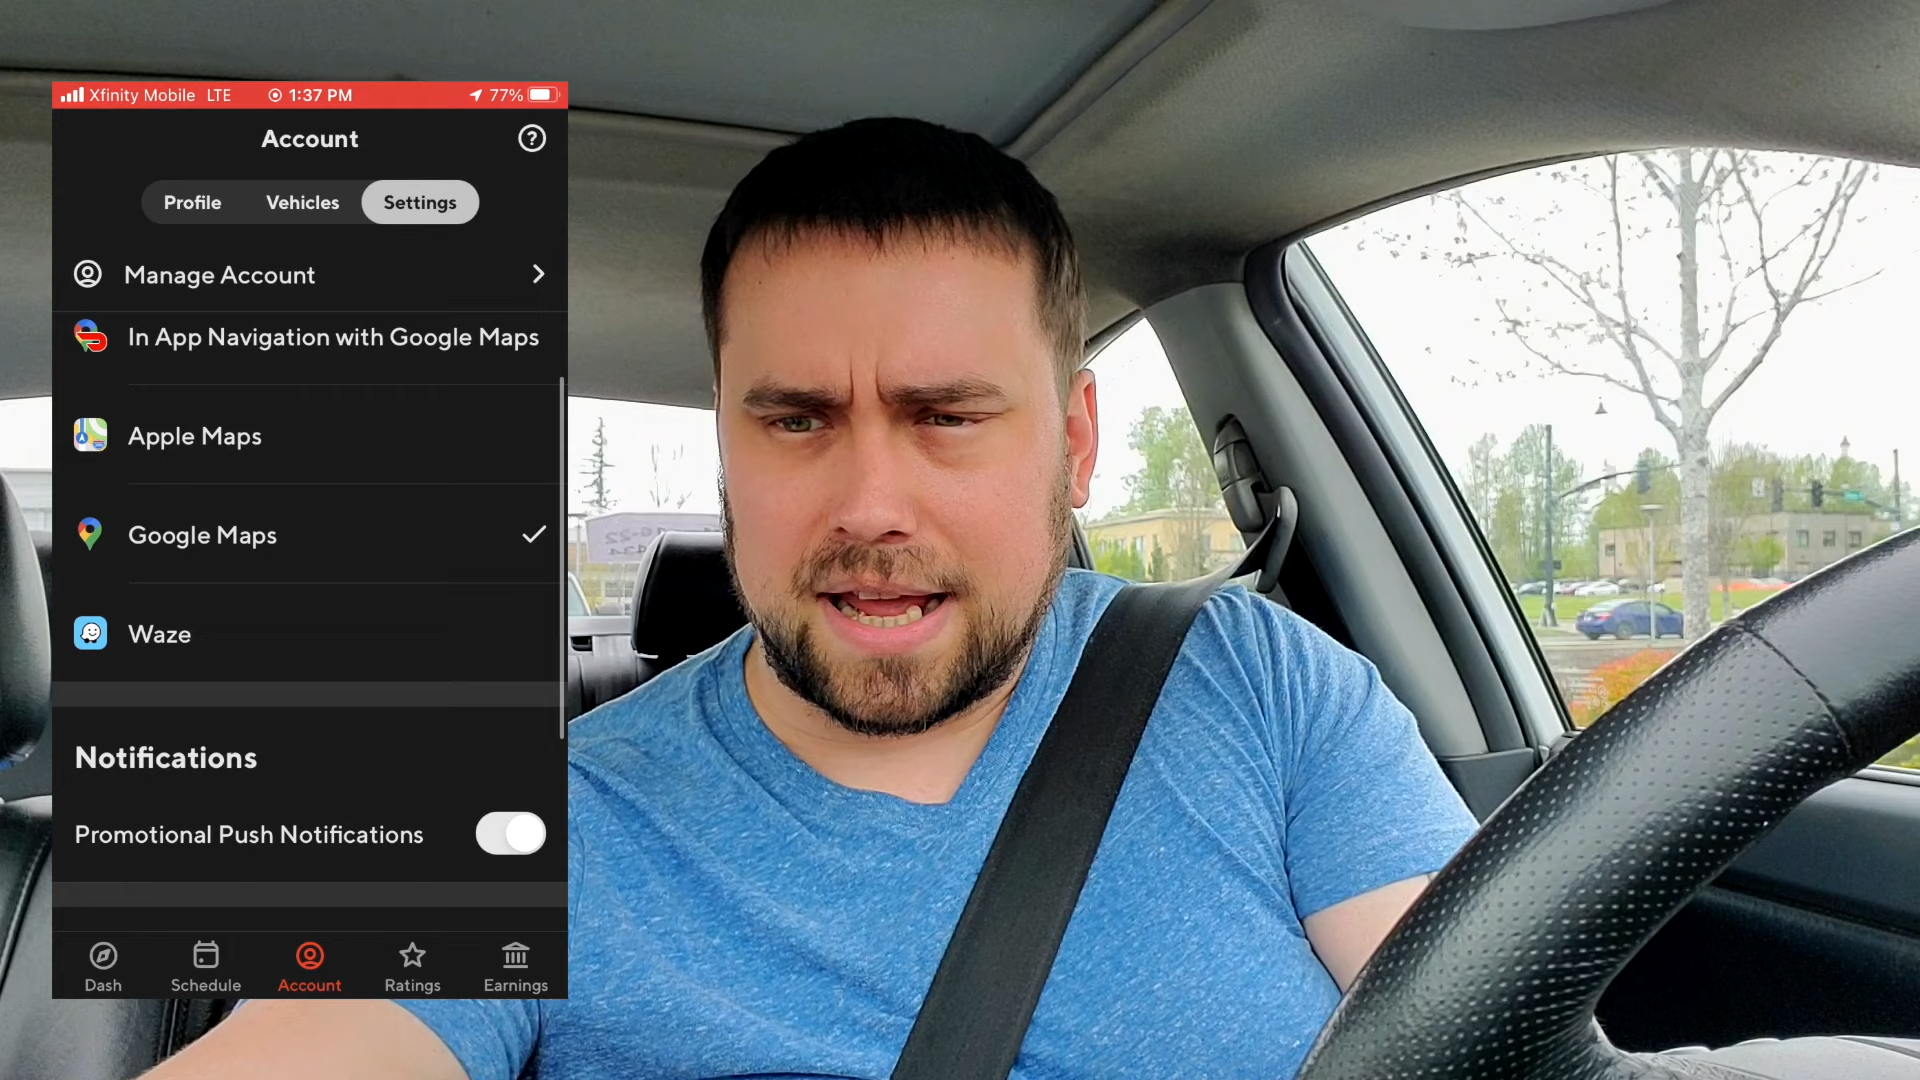 Xfinity Mobile LTE 1:37 PM 77%
Account ?
Profile Vehicles Settings
Manage Account
In App Navigation with Google Maps
Apple Maps
Google Maps
Waze
Notifications
Promotional Push Notifications
Dash Schedule Account Ratings Earnings